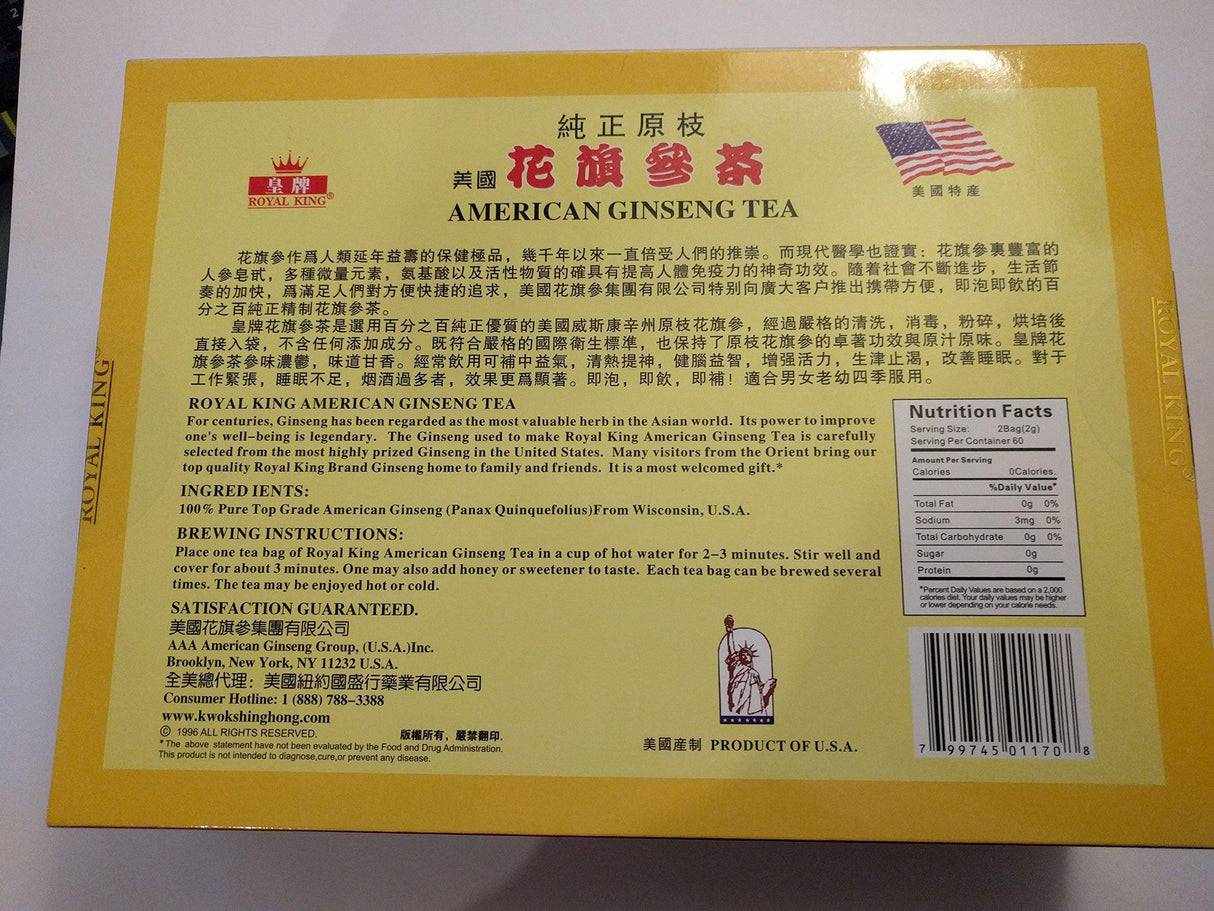 純正原枝
美國 花旗參茶
AMERICAN GINSENG TEA
皇牌
ROYAL KING®
美國特産
花旗參作爲人類延年益壽的保健極品，幾千年以來一直倍受人們的推崇。而現代醫學也證實：花旗參裏豐富的
人參皂甙，多種微量元素，氨基酸以及活性物質的確具有提高人體免疫力的神奇功效。隨着社會不斷進步，生活節
奏的加快，爲滿足人們對方便快捷的追求，美國花旗參集團有限公司特别向廣大客户推出携帶方便，即泡即飲的百
分之百純正精制花旗參茶。
皇牌花旗參茶是選用百分之百純正優質的美國威斯康辛州原枝花旗參，經過嚴格的清洗，消毒，粉碎，烘培後
直接入袋，不含任何添加成分。既符合嚴格的國際衛生標準，也保持了原枝花旗參的卓著功效與原汁原味。皇牌花
旗參茶參味濃鬱，味道甘香。經常飲用可補中益氣，清熱提神，健腦益智，增强活力，生津止渴，改善睡眠。對于
工作緊張，睡眠不足，烟酒過多者，效果更爲顯著。即泡，即飲，即補！適合男女老幼四季服用。
ROYAL KING AMERICAN GINSENG TEA
For centuries, Ginseng has been regarded as the most valuable herb in the Asian world. Its power to improve
one's well-being is legendary. The Ginseng used to make Royal King American Ginseng Tea is carefully
selected from the most highly prized Ginseng in the United States. Many visitors from the Orient bring our
top quality Royal King Brand Ginseng home to family and friends. It is a most welcomed gift.*
INGRED IENTS:
100% Pure Top Grade American Ginseng (Panax Quinquefolius)From Wisconsin, U.S.A.
BREWING INSTRUCTIONS:
Place one tea bag of Royal King American Ginseng Tea in a cup of hot water for 2-3 minutes. Stir well and
cover for about 3 minutes. One may also add honey or sweetener to taste. Each tea bag can be brewed several
times. The tea may be enjoyed hot or cold.
SATISFACTION GUARANTEED.
美國花旗參集團有限公司
AAA American Ginseng Group, (U.S.A.)Inc.
Brooklyn, New York, NY 11232 U.S.A.
全美總代理：美國紐約國盛行藥業有限公司
Consumer Hotline: 1 (888) 788-3388
www.kwokshinghong.com
© 1996 ALL RIGHTS RESERVED. 版權所有，嚴禁翻印.
*The above statement have not been evaluated by the Food and Drug Administration.
This product is not intended to diagnose,cure,or prevent any disease.
美國産制 PRODUCT OF U.S.A.
Nutrition Facts
Serving Size: 2Bag(2g)
Serving Per Container 60
Amount Per Serving
Calories 0Calories.
%Daily Value*
Total Fat 0g 0%
Sodium 3mg 0%
Total Carbohydrate 0g 0%
Sugar 0g
Protein 0g
*Percent Daily Values are based on a 2,000
calories diet. Your daily values may be higher
or lower depending on your calorie needs.
7 99745 01170 8
ROYAL KING®
ROYAL KING®